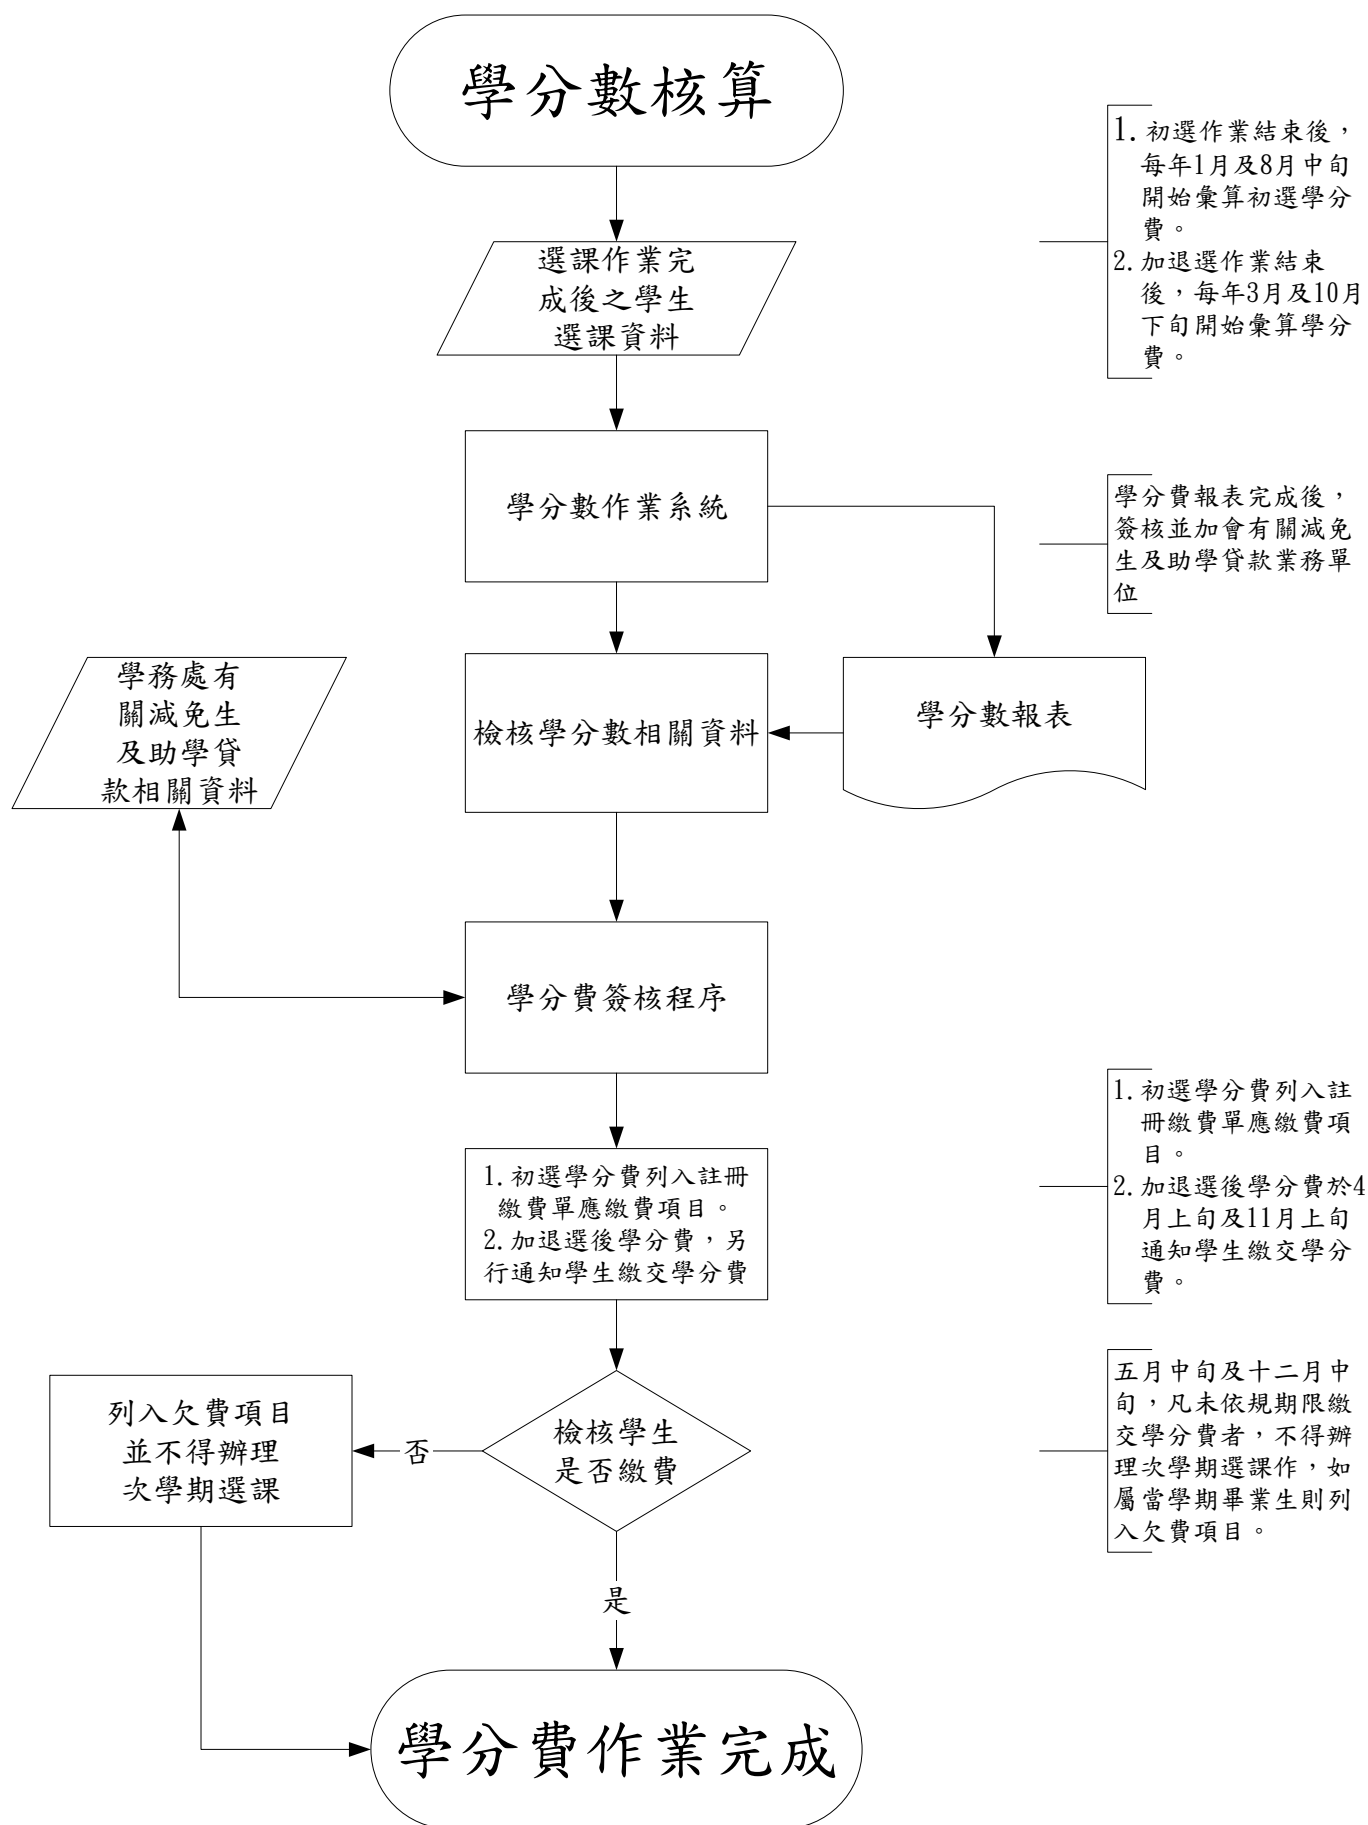 學分數核算
1. 初選作業結束後，
每年1月及8月中旬
開始彙算初選學分
費。
2. 加退選作業結束
後，每年3月及10月
下旬開始彙算學分
費。
選課作業完
成後之學生
選課資料
學分數作業系統
學分費報表完成後，
簽核並加會有關減免
生及助學貸款業務單
位
學務處有
關減免生
及助學貸
款相關資料
檢核學分數相關資料
學分數報表
學分費簽核程序
1. 初選學分費列入註冊
繳費單應繳費項目。
2. 加退選後學分費，另
行通知學生繳交學分費
1. 初選學分費列入註
冊繳費單應繳費項
目。
2. 加退選後學分費於4
月上旬及11月上旬
通知學生繳交學分
費。
列入欠費項目
並不得辦理
次學期選課
否
檢核學生
是否繳費
五月中旬及十二月中
旬，凡未依規期限繳
交學分費者，不得辦
理次學期選課作，如
屬當學期畢業生則列
入欠費項目。
是
學分費作業完成